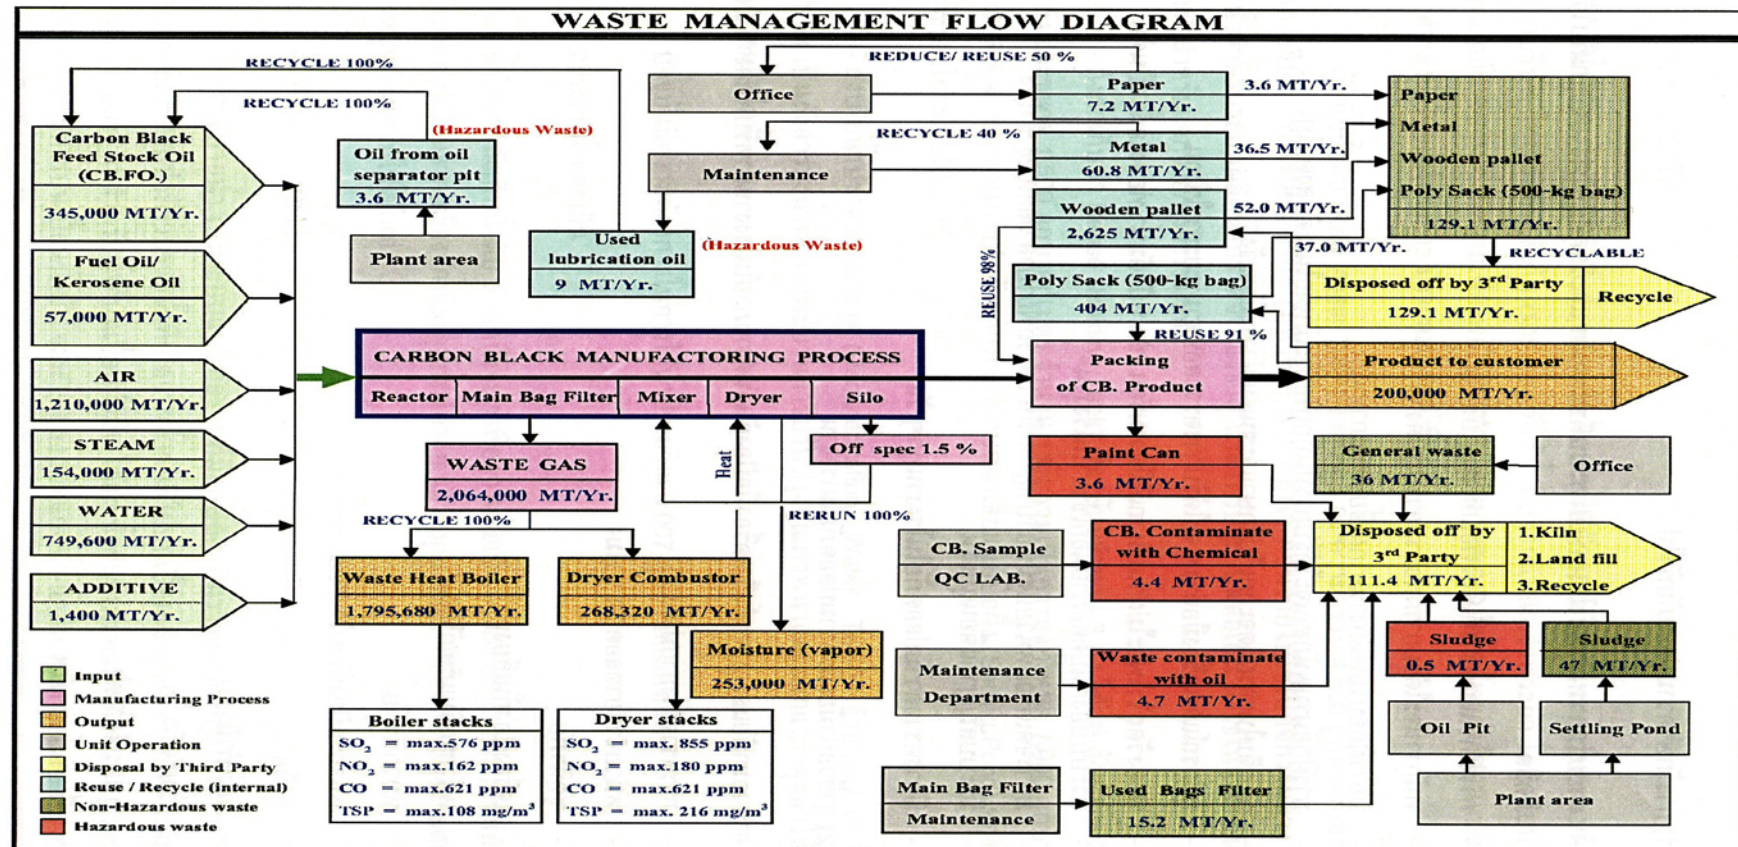 WASTE MANAGEMENT FLOW DIAGRAM
RECYCLE 100%
RECYCLE 100%
Carbon Black
Feed Stock Oil
(CB.FO.)
345,000 MT/Yr.
Fuel Oil/
Kerosene Oil
57,000 MT/Yr.
AIR
1,210,000 MT/Yr.
STEAM
154,000 MT/Yr.
WATER
749,600 MT/Yr.
ADDITIVE
1,400 MT/Yr.
(Hazardous Waste)
Oil from oil
separator pit
3.6 MT/Yr.
Plant area
Used
lubrication oil
9 MT/Yr.
(Hazardous Waste)
Office
REDUCE/ REUSE 50 %
Paper
7.2 MT/Yr.
3.6 MT/Yr.
Maintenance
RECYCLE 40 %
Metal
60.8 MT/Yr.
36.5 MT/Yr.
Wooden pallet
2,625 MT/Yr.
52.0 MT/Yr.
37.0 MT/Yr.
REUSE 98%
Poly Sack (500-kg bag)
404 MT/Yr.
REUSE 91 %
Paper
Metal
Wooden pallet
Poly Sack (500-kg bag)
129.1 MT/Yr.
RECYCLABLE
Disposed off by 3rd Party
129.1 MT/Yr.
Recycle
CARBON BLACK MANUFACTORING PROCESS
Reactor
Main Bag Filter
Mixer
Dryer
Silo
Packing
of CB. Product
Product to customer
200,000 MT/Yr.
WASTE GAS
2,064,000 MT/Yr.
Heat
Off spec 1.5 %
RECYCLE 100%
RERUN 100%
Waste Heat Boiler
1,795,680 MT/Yr.
Dryer Combustor
268,320 MT/Yr.
Moisture (vapor)
253,000 MT/Yr.
Boiler stacks
SO2 = max.576 ppm
NO2 = max.162 ppm
CO = max.621 ppm
TSP = max.108 mg/m3
Dryer stacks
SO2 = max. 855 ppm
NO2 = max.180 ppm
CO = max.621 ppm
TSP = max. 216 mg/m3
Paint Can
3.6 MT/Yr.
General waste
36 MT/Yr.
Office
CB. Sample
QC LAB.
CB. Contaminate
with Chemical
4.4 MT/Yr.
Disposed off by
3rd Party
111.4 MT/Yr.
1.Kiln
2.Land fill
3.Recycle
Maintenance
Department
Waste contaminate
with oil
4.7 MT/Yr.
Sludge
0.5 MT/Yr.
Sludge
47 MT/Yr.
Oil Pit
Settling Pond
Plant area
Main Bag Filter
Maintenance
Used Bags Filter
15.2 MT/Yr.
Input
Manufacturing Process
Output
Unit Operation
Disposal by Third Party
Reuse / Recycle (internal)
Non-Hazardous waste
Hazardous waste